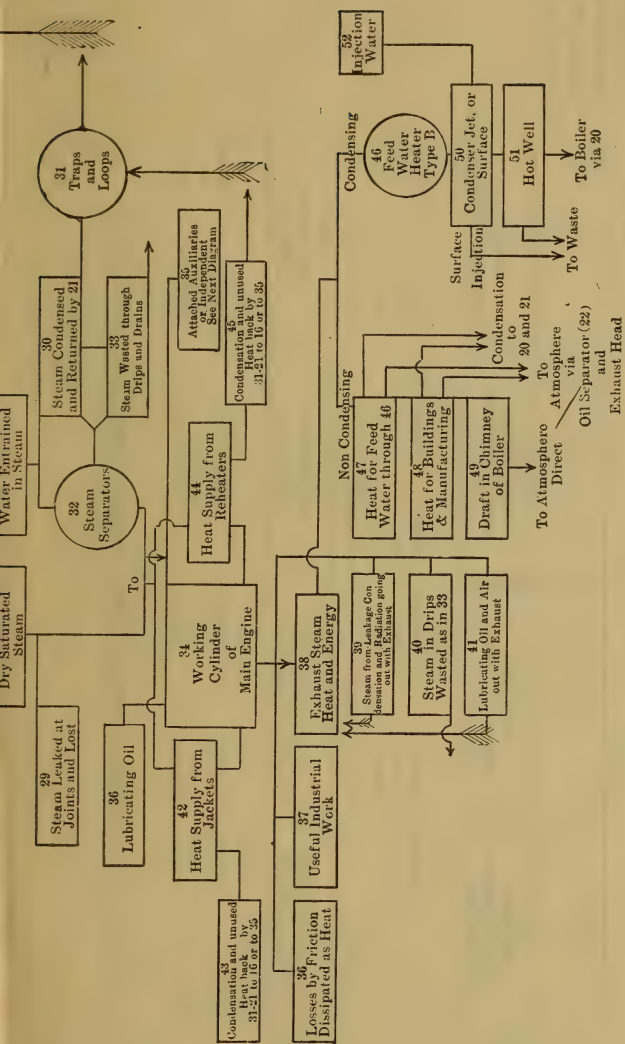 Dry Saturated
Steam
Water Entrained
in Steam
29
Steam Leaked at
Joints and Lost
32
Steam
Separators
30
Steam Condensed
and Returned by 21
33
Steam Wasted through
Drips and Drains
31
Traps
and
Loops
To
36
Lubricating Oil
34
Working
Cylinder
of
Main Engine
42
Heat Supply from
Jackets
43
Condensation and unused
Heat back by
31-21 to 16 or to 35
44
Heat Supply from
Reheaters
35
Attached Auxiliaries
or Independent
See Next Diagram
45
Condensation and unused
Heat back by
31-21 to 16 or to 35
36
Losses by Friction
Dissipated as Heat
37
Useful Industrial
Work
38
Exhaust Steam
Heat and Energy
39
Steam from Leakage Con
densation and Radiation going
out with Exhaust
40
Steam in Drips
Wasted as in 33
41
Lubricating Oil and Air
out with Exhaust
Non Condensing
47
Heat for Feed
Water through 46
48
Heat for Buildings
& Manufacturing
49
Draft in Chimney
of Boiler
To Atmosphere
Direct
To
Atmosphere
via
Oil Separator (22)
and
Exhaust Head
Condensation
to
20 and 21
Condensing
46
Feed
Water
Heater
Type B
52
Injection
Water
50
Condenser Jet, or
Surface
Surface
Injection
51
Hot Well
To Waste
To Boiler
via 20